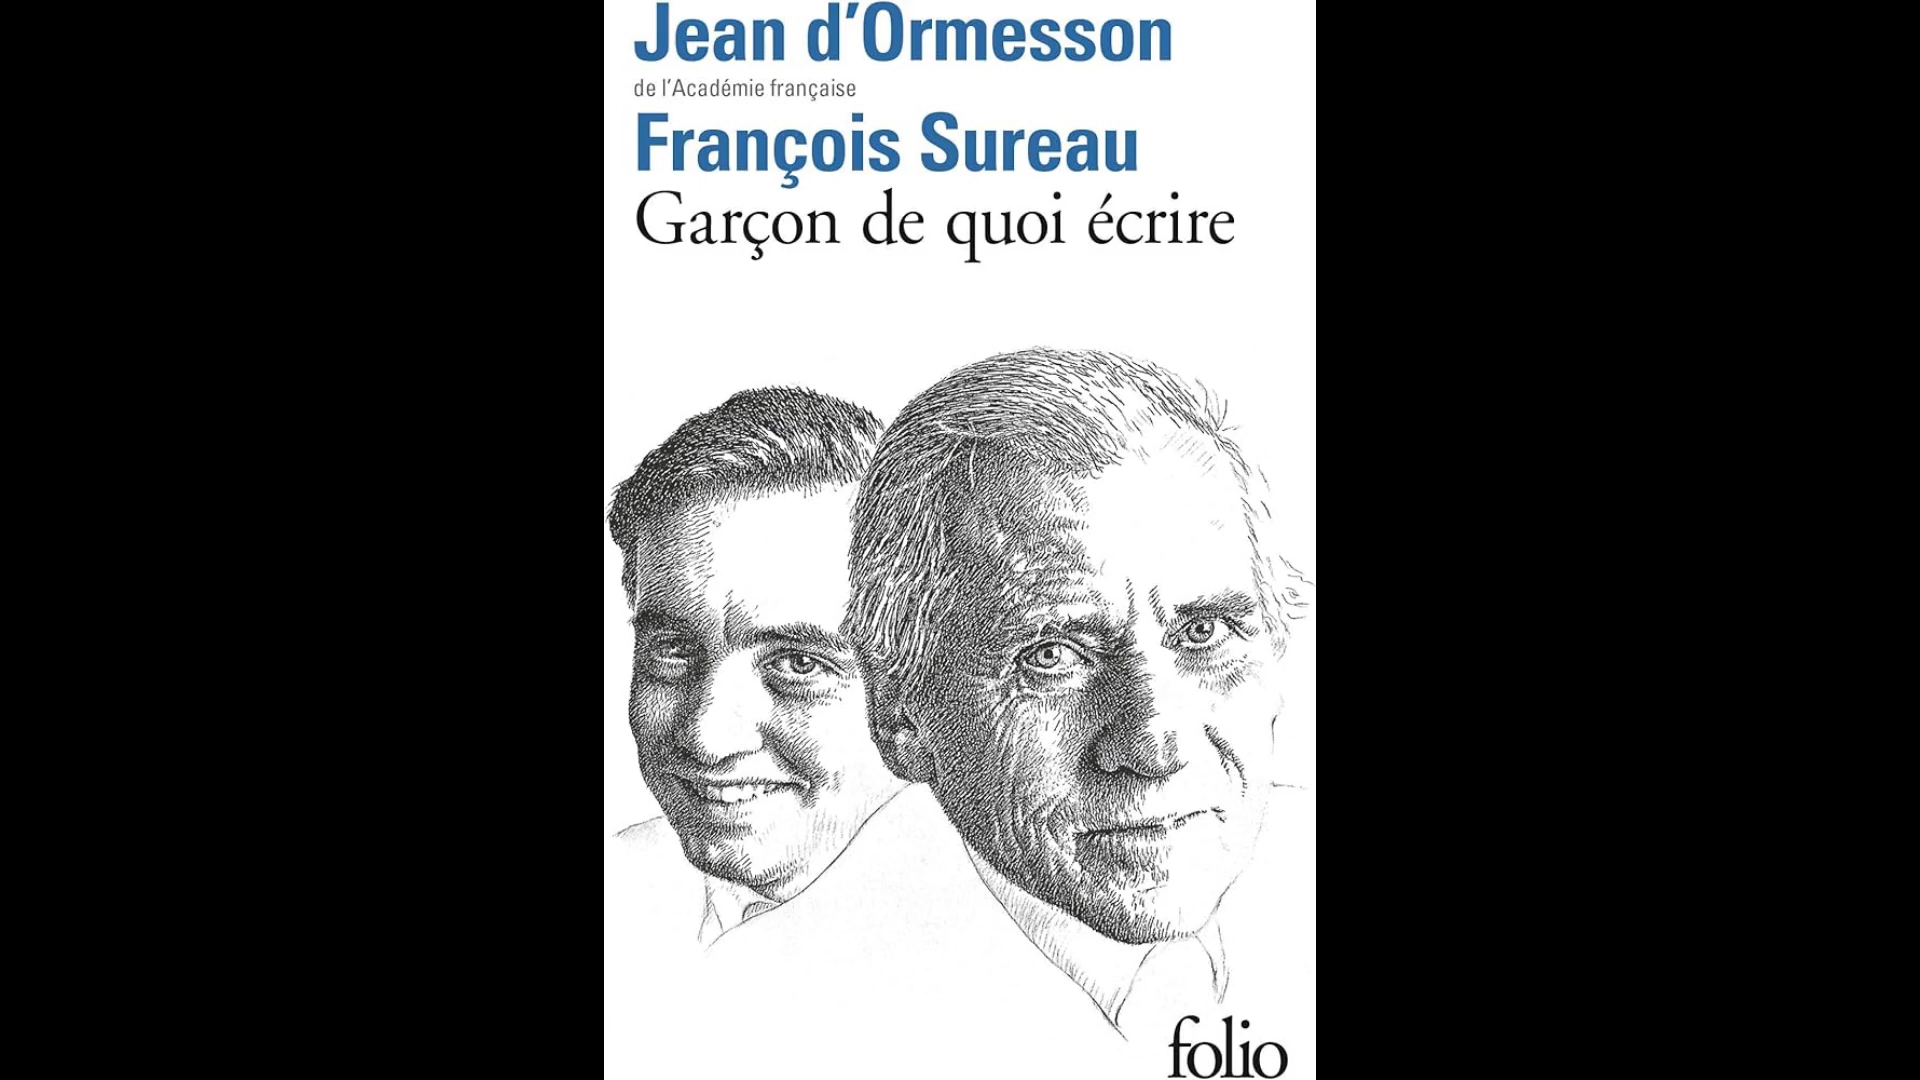 Jean d'Ormesson
de l'Académie française
François Sureau
Garçon de quoi écrire
folio